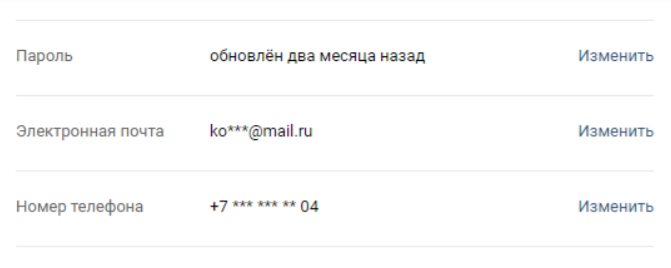 Пароль обновлён два месяца назад Изменить
Электронная почта ko***@mail.ru Изменить
Номер телефона +7 *** *** ** 04 Изменить